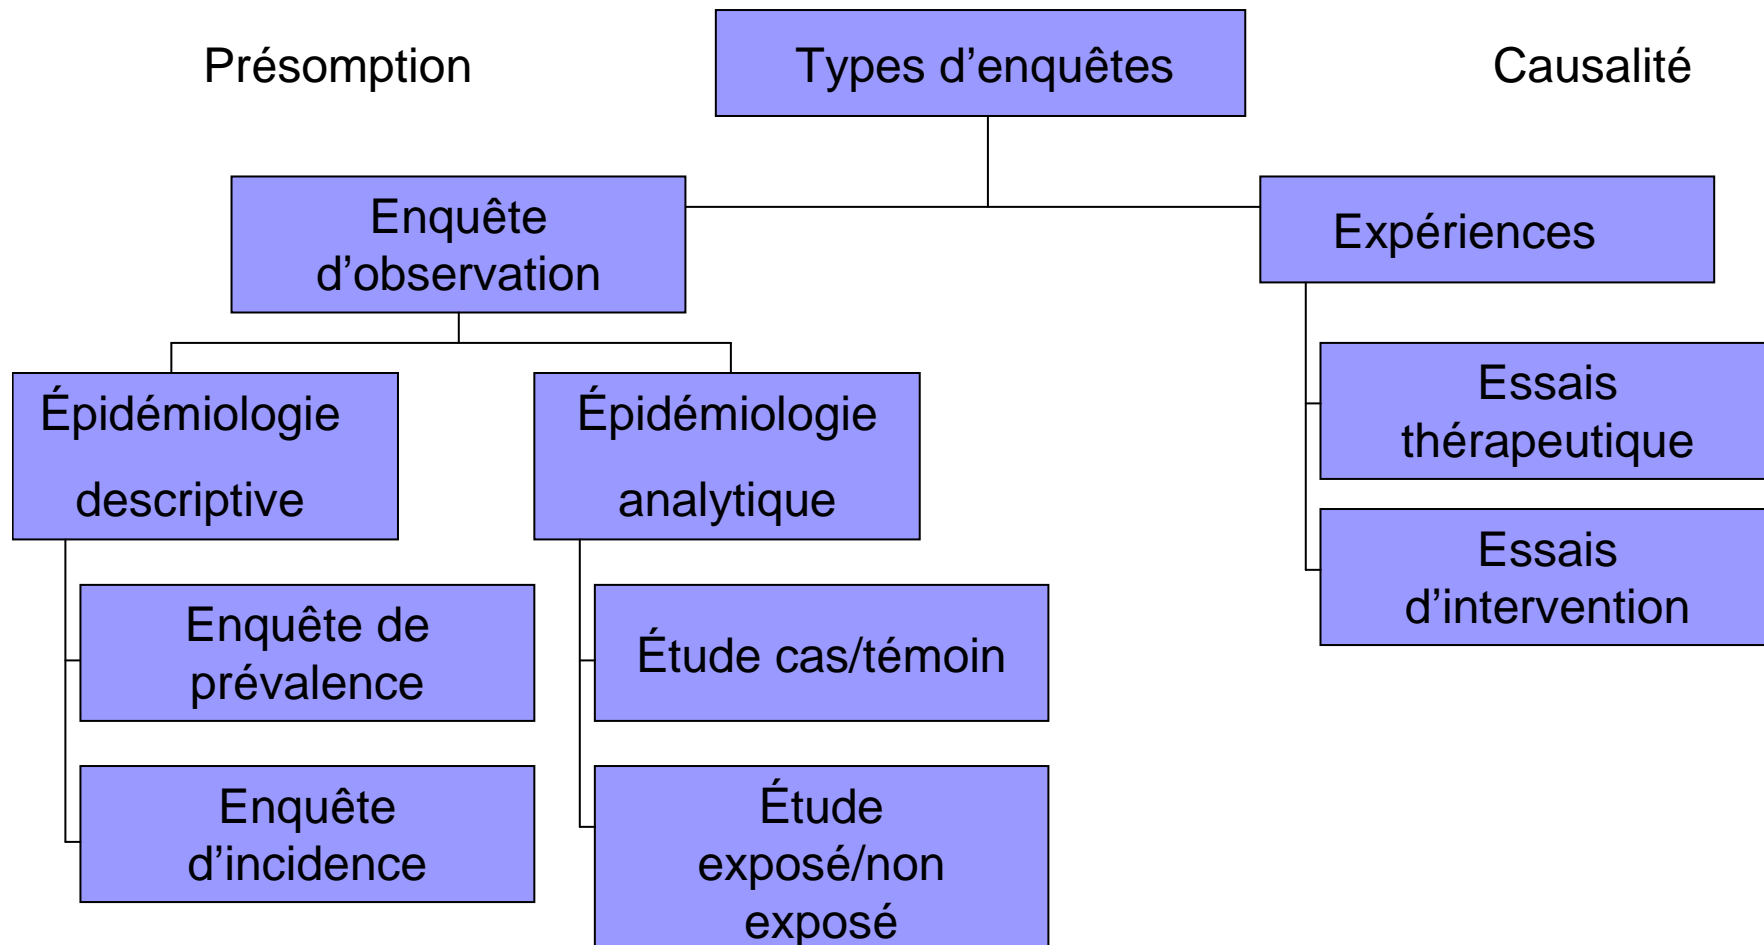 Présomption
Types d’enquêtes
Causalité
Enquête
d’observation
Expériences
Épidémiologie
descriptive
Épidémiologie
analytique
Essais
thérapeutique
Essais
d’intervention
Enquête de
prévalence
Étude cas/témoin
Enquête
d’incidence
Étude
exposé/non
exposé